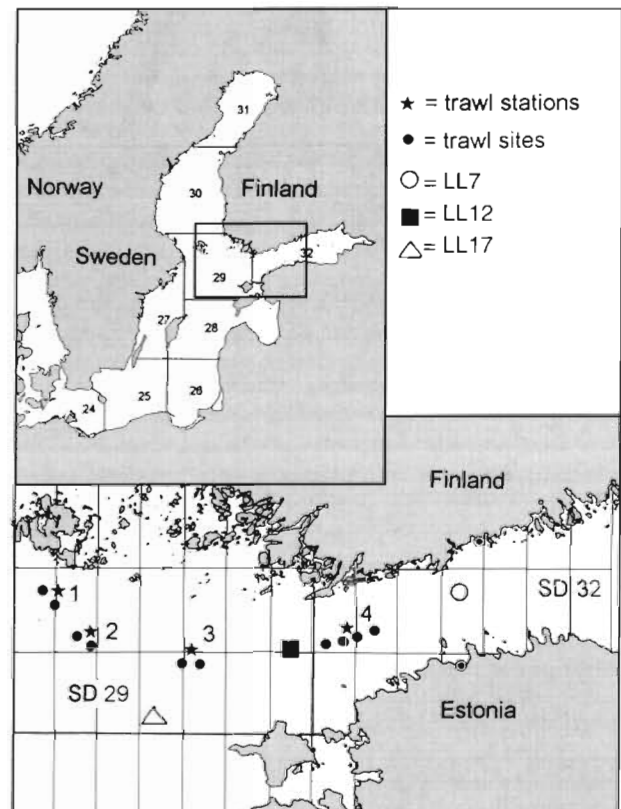 31
★ = trawl stations
● = trawl sites
30
Norway
Finland
○ = LL7
■ = LL12
Sweden
△ = LL17
29
32
27
28
24
25
26
Finland
1
SD 32
2
3
4
SD 29
Estonia